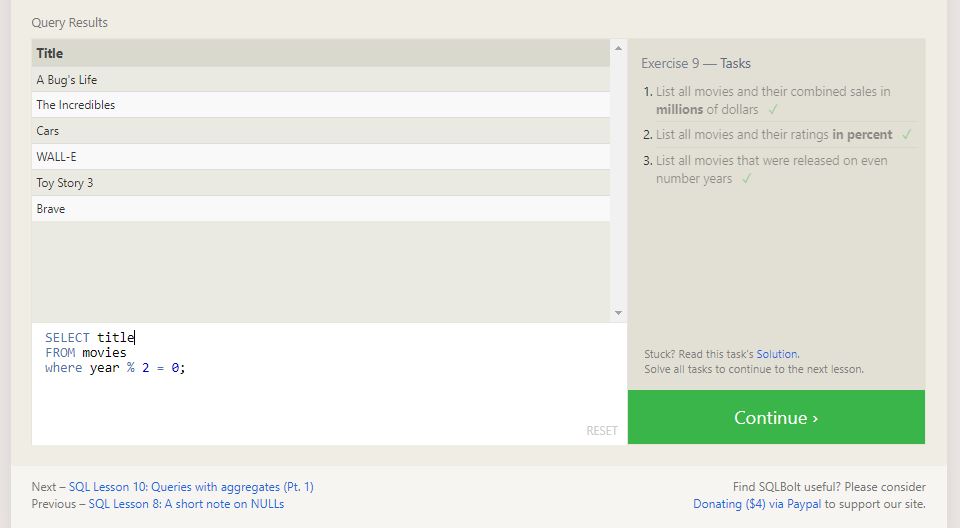 Query Results
Title
A Bug's Life
The Incredibles
Cars
WALL-E
Toy Story 3
Brave
SELECT title
FROM movies
where year % 2 = 0;
RESET
Exercise 9 — Tasks
1. List all movies and their combined sales in
millions of dollars ✓
2. List all movies and their ratings in percent ✓
3. List all movies that were released on even
number years ✓
Stuck? Read this task's Solution.
Solve all tasks to continue to the next lesson.
Continue ›
Next – SQL Lesson 10: Queries with aggregates (Pt. 1)
Previous – SQL Lesson 8: A short note on NULLs
Find SQLBolt useful? Please consider
Donating ($4) via Paypal to support our site.